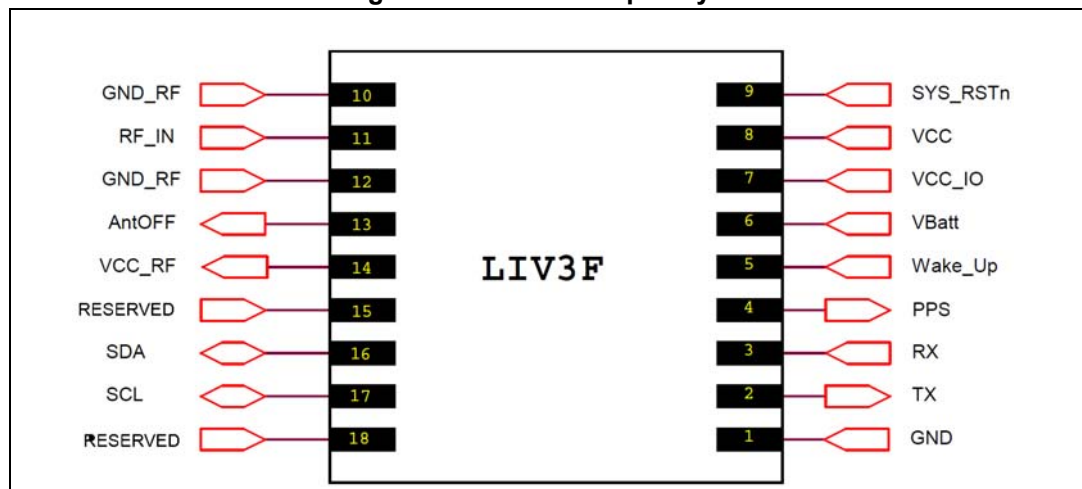 GND_RF 10 9 SYS_RSTn
RF_IN 11 8 VCC
GND_RF 12 7 VCC_IO
AntOFF 13 6 VBatt
VCC_RF 14 LIV3F 5 Wake_Up
RESERVED 15 4 PPS
SDA 16 3 RX
SCL 17 2 TX
RESERVED 18 1 GND